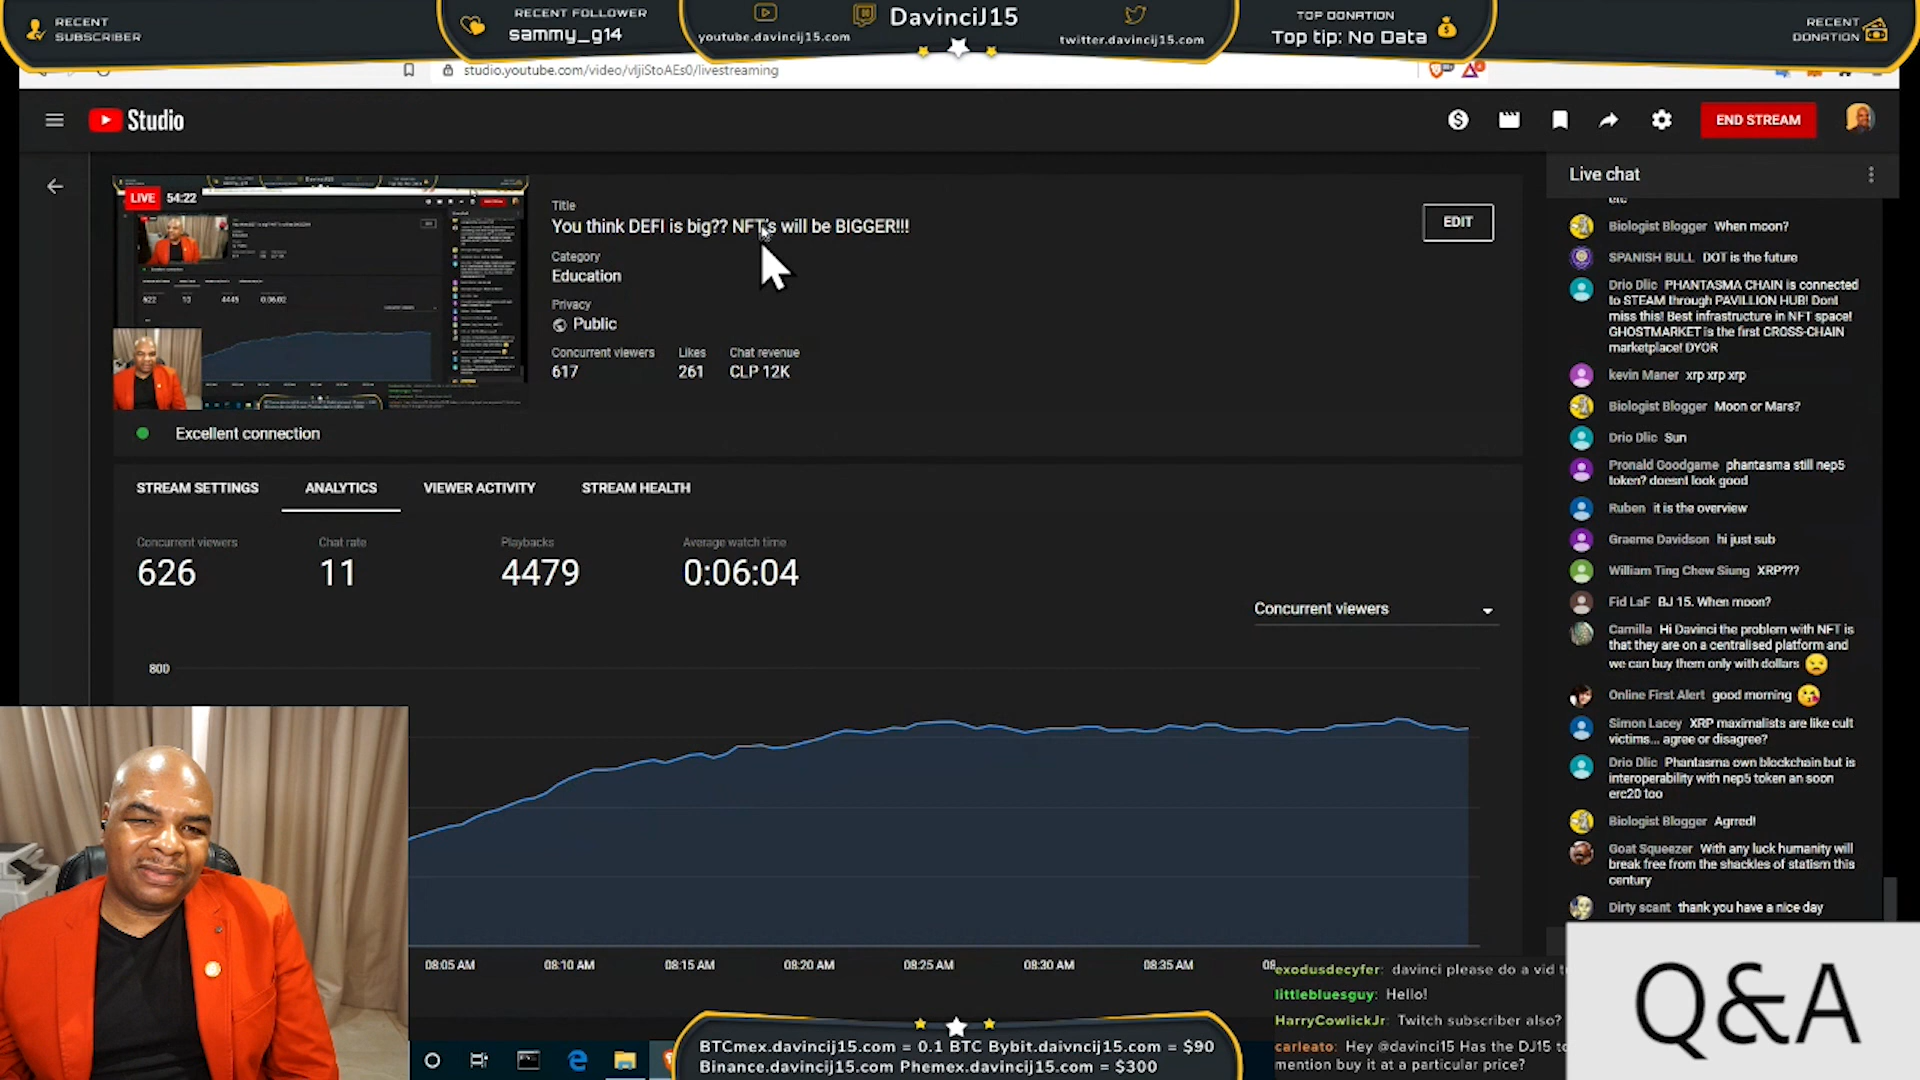 RECENT
SUBSCRIBER
RECENT FOLLOWER
sammy_g14
youtube.davincij15.com
DavinciJ15
twitter.davincij15.com
TOP DONATION
Top tip: No Data
RECENT
DONATION
studio.youtube.com/video/vIjiStoAEs0/livestreaming
Studio
END STREAM
LIVE 54:22
Title
You think DEFI is big?? NFT's will be BIGGER!!!
EDIT
Category
Education
Privacy
Public
Concurrent viewers Likes Chat revenue
617 261 CLP 12K
Excellent connection
STREAM SETTINGS ANALYTICS VIEWER ACTIVITY STREAM HEALTH
Concurrent viewers Chat rate Playbacks Average watch time
626 11 4479 0:06:04
Concurrent viewers
800
08:05 AM 08:10 AM 08:15 AM 08:20 AM 08:25 AM 08:30 AM 08:35 AM 08
Live chat
etc
Biologist Blogger When moon?
SPANISH BULL DOT is the future
Drio Dlic PHANTASMA CHAIN is connected
to STEAM through PAVILLION HUB! Dont
miss this! Best infrastructure in NFT space!
GHOSTMARKET is the first CROSS-CHAIN
marketplace! DYOR
kevin Maner xrp xrp xrp
Biologist Blogger Moon or Mars?
Drio Dlic Sun
Pronald Goodgame phantasma still nep5
token? doesnt look good
Ruben it is the overview
Graeme Davidson hi just sub
William Ting Chew Siung XRP???
Fid LaF BJ 15. When moon?
Camilla Hi Davinci the problem with NFT is
that they are on a centralised platform and
we can buy them only with dollars
Online First Alert good morning
Simon Lacey XRP maximalists are like cult
victims... agree or disagree?
Drio Dlic Phantasma own blockchain but is
interoperability with nep5 token an soon
erc20 too
Biologist Blogger Agrred!
Goat Squeezer With any luck humanity will
break free from the shackles of statism this
century
Dirty scant thank you have a nice day
exodusdecyfer: davinci please do a vid t
littlebluesguy: Hello!
HarryCowlickJr: Twitch subscriber also?
carleato: Hey @davinci15 Has the DJ15 to
mention buy it at a particular price?
Q&A
BTCmex.davincij15.com = 0.1 BTC Bybit.daivncij15.com = $90
Binance.davincij15.com Phemex.davincij15.com = $300